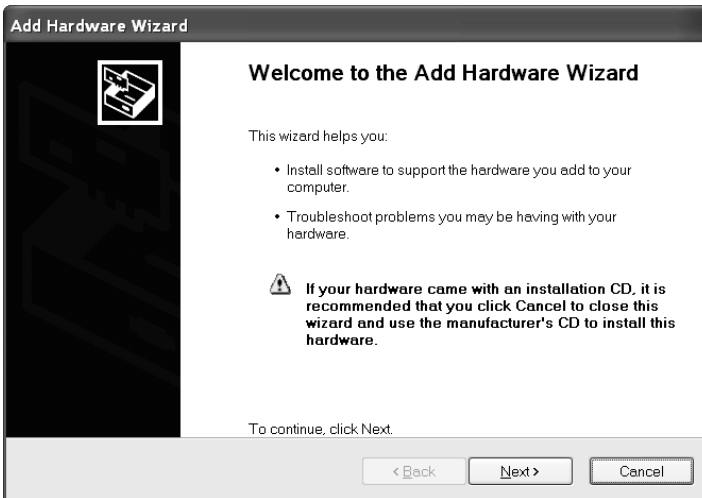 Add Hardware Wizard
Welcome to the Add Hardware Wizard
This wizard helps you:
• Install software to support the hardware you add to your
computer.
• Troubleshoot problems you may be having with your
hardware.
If your hardware came with an installation CD, it is
recommended that you click Cancel to close this
wizard and use the manufacturer's CD to install this
hardware.
To continue, click Next.
< Back Next > Cancel